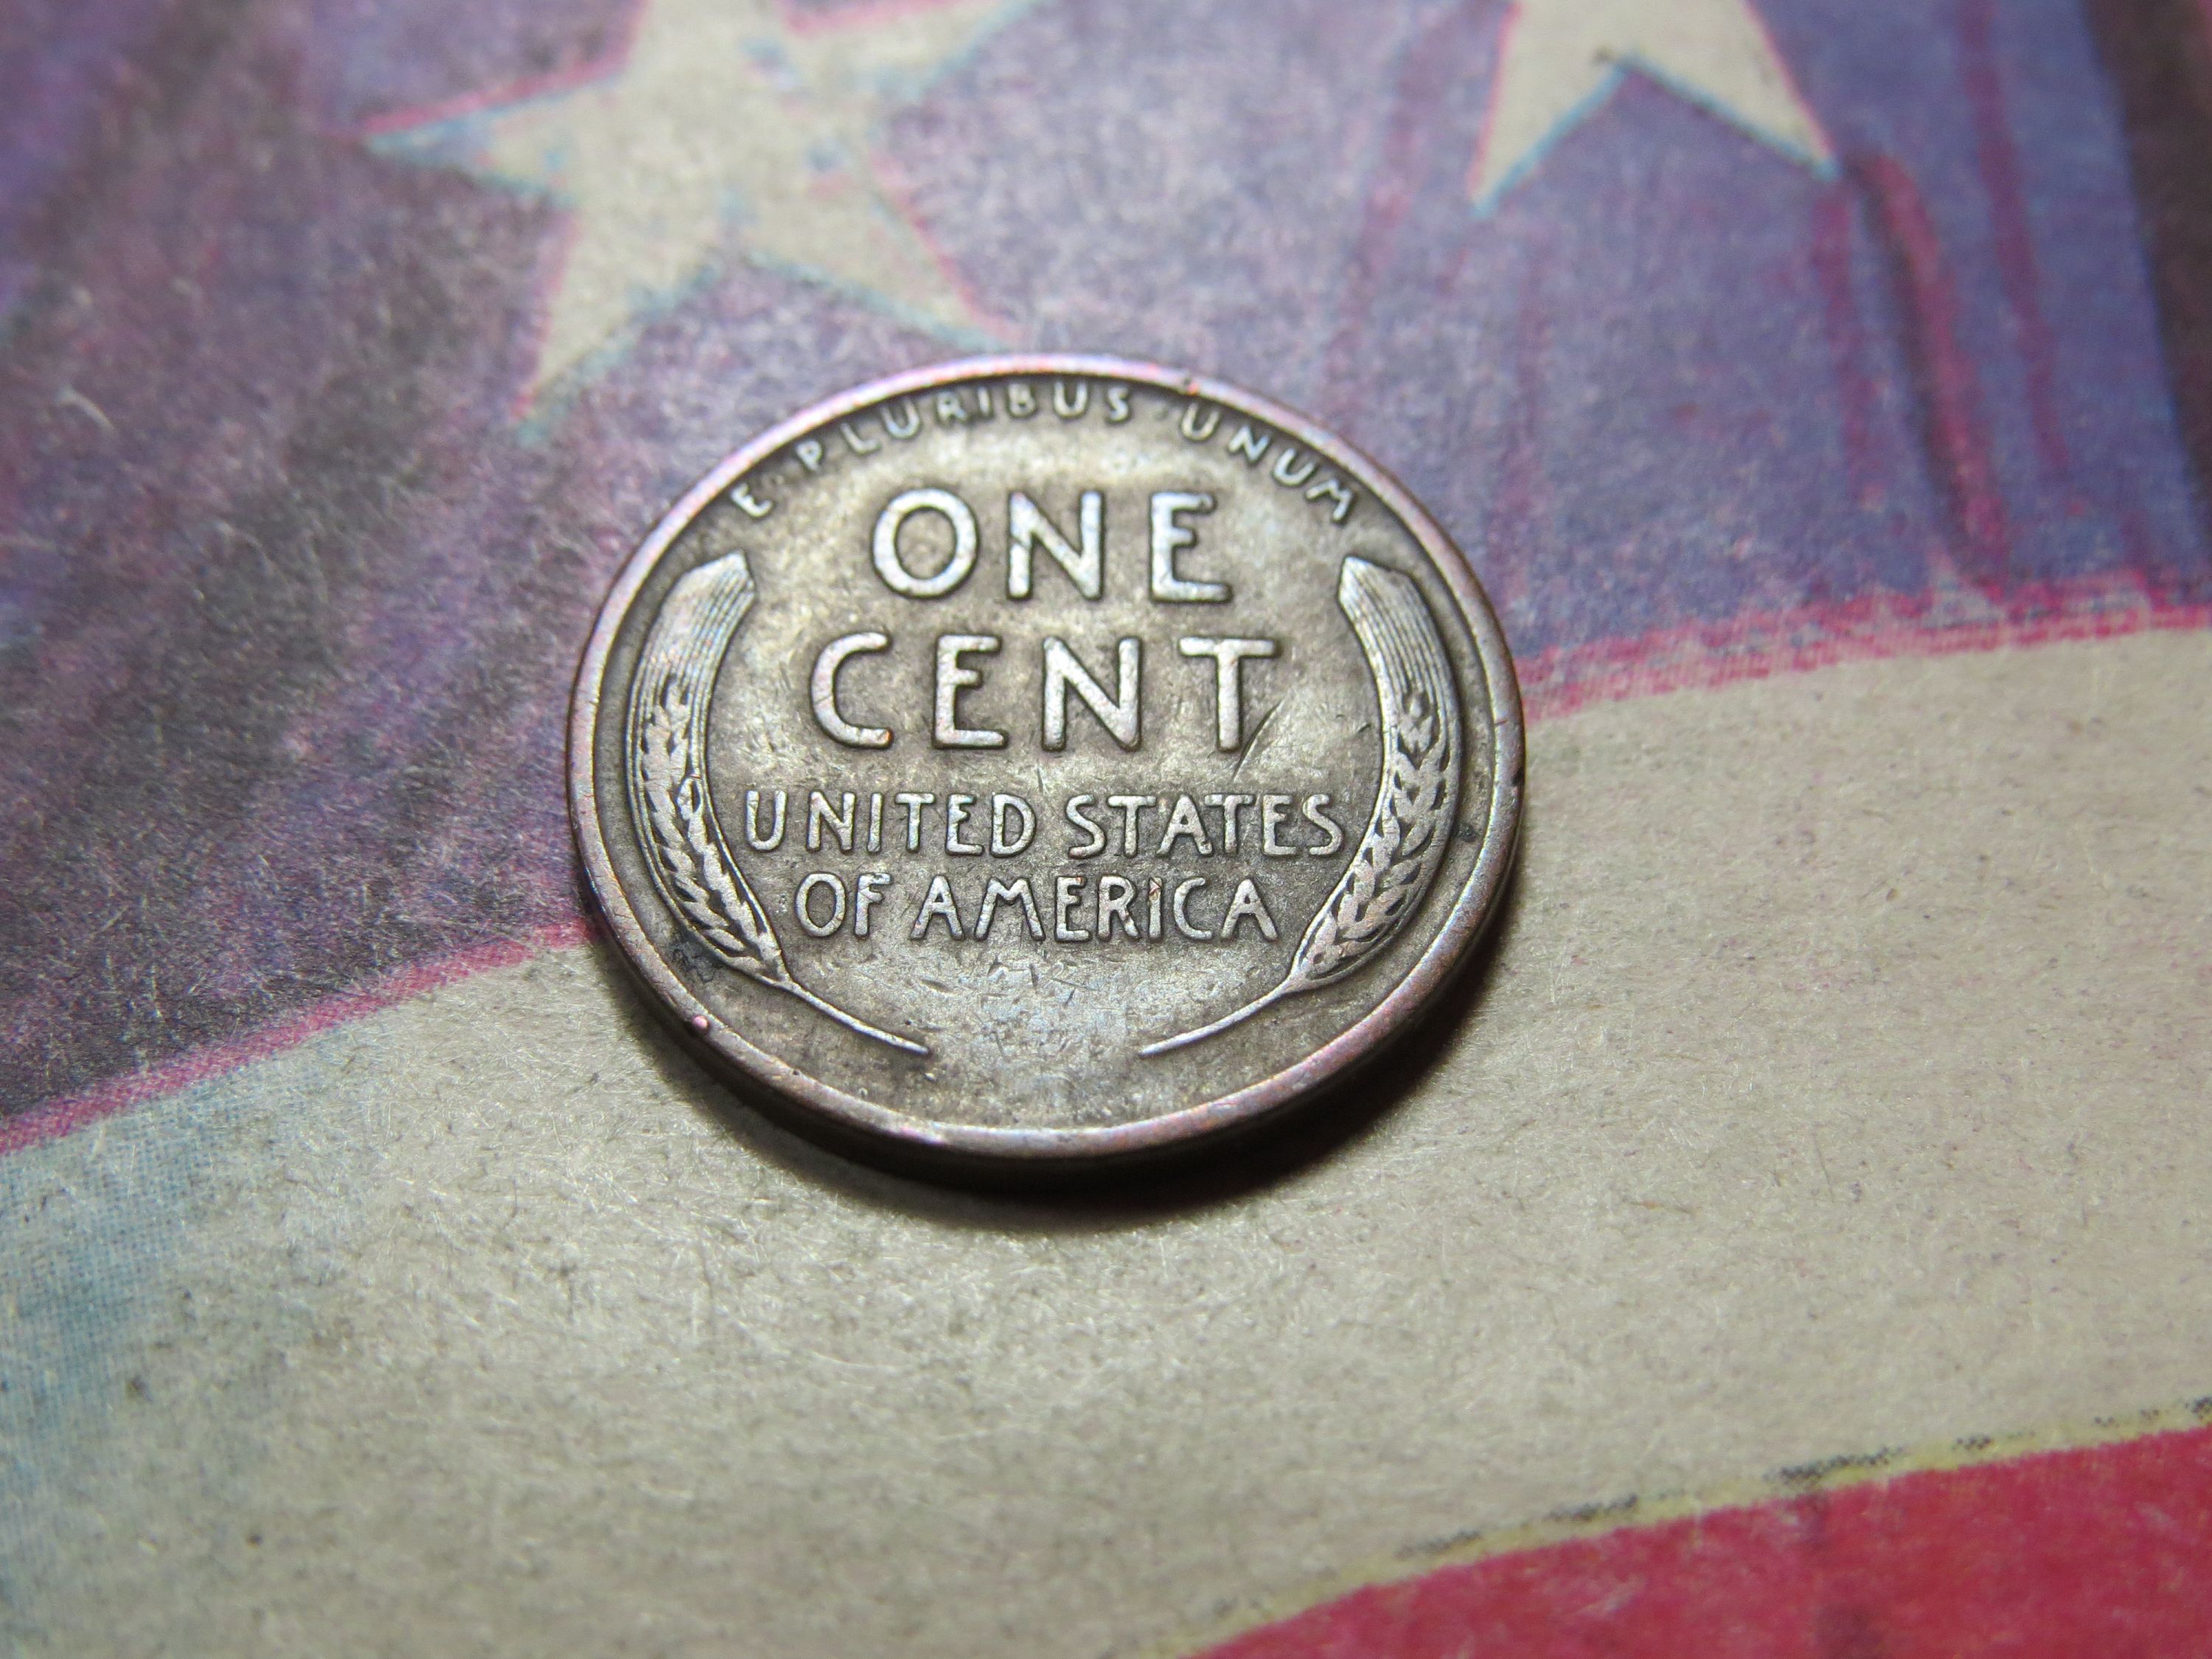 E·PLURIBUS·UNUM
ONE
CENT
UNITED STATES
OF AMERICA